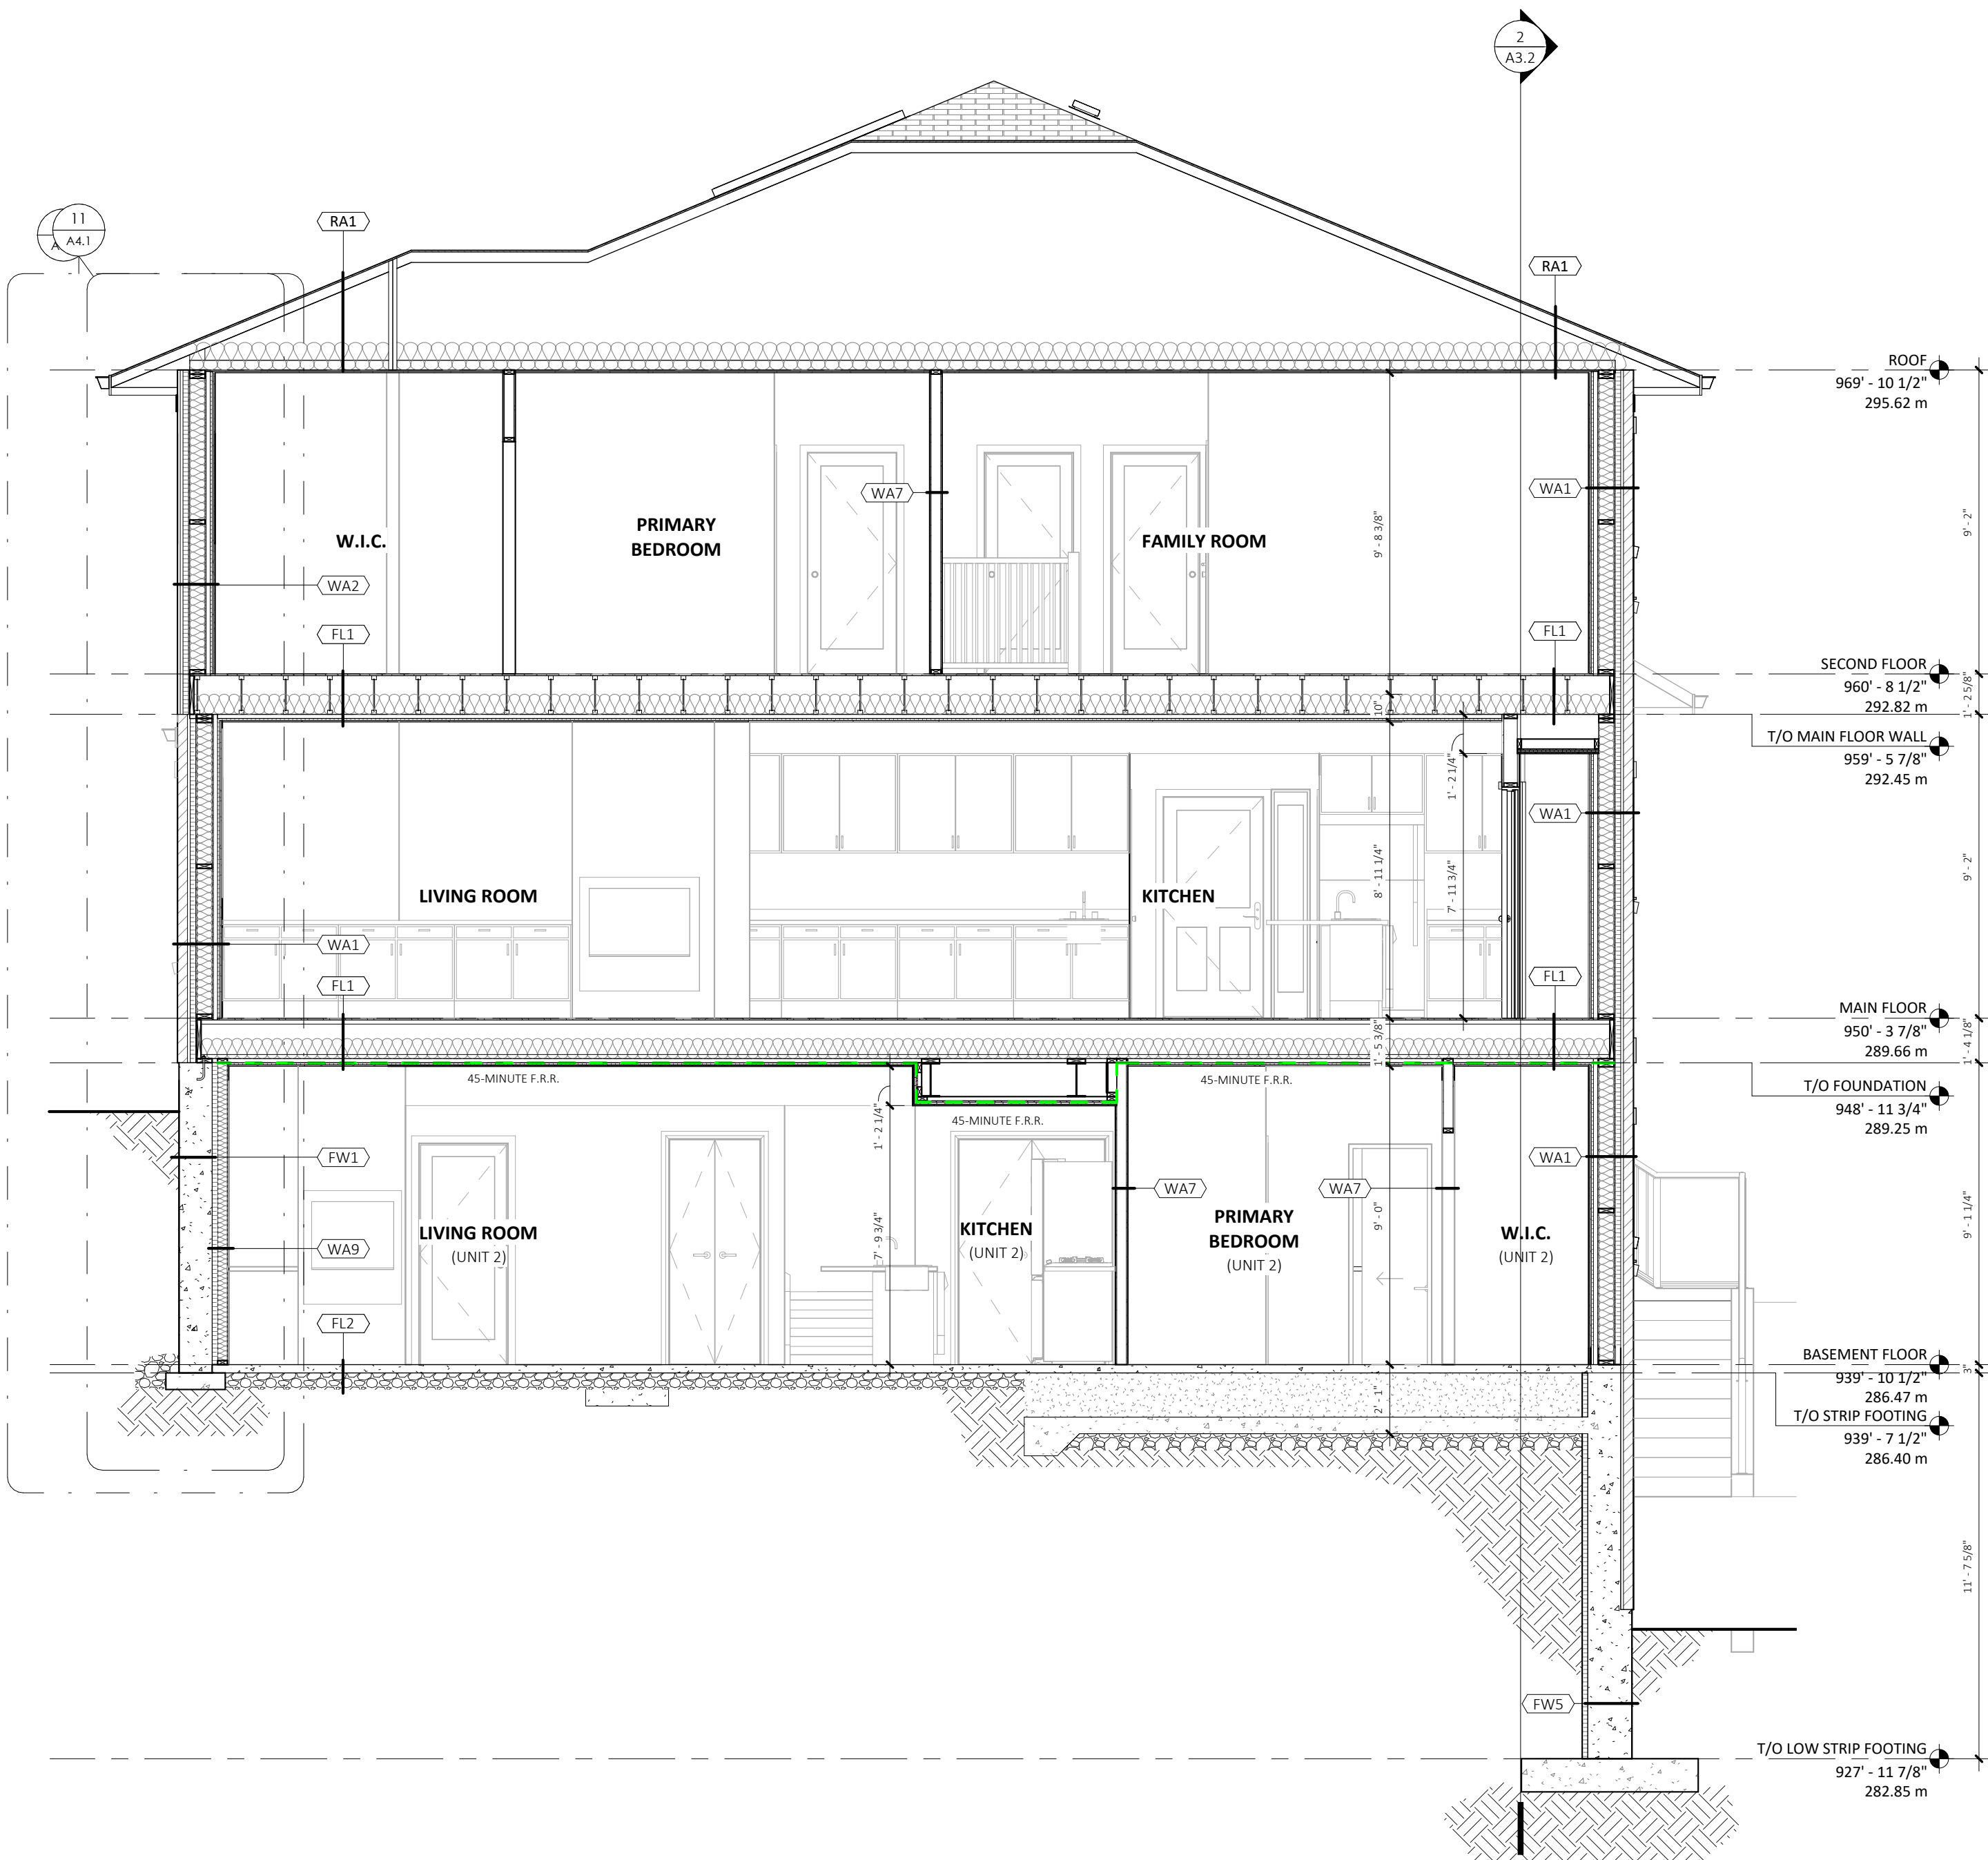 2
A3.2
11
A4.1
A
RA1
RA1
ROOF
969' - 10 1/2"
295.62 m
WA7
WA1
9' - 8 3/8"
9' - 2"
W.I.C.
PRIMARY
BEDROOM
FAMILY ROOM
WA2
FL1
FL1
SECOND FLOOR
960' - 8 1/2"
292.82 m
1' - 2 5/8"
10"
T/O MAIN FLOOR WALL
959' - 5 7/8"
292.45 m
1' - 2 1/4"
WA1
8' - 11 1/4"
7' - 11 3/4"
9' - 2"
LIVING ROOM
KITCHEN
WA1
FL1
FL1
MAIN FLOOR
950' - 3 7/8"
289.66 m
1' - 5 3/8"
1' - 4 1/8"
45-MINUTE F.R.R.
45-MINUTE F.R.R.
T/O FOUNDATION
948' - 11 3/4"
289.25 m
1' - 2 1/4"
45-MINUTE F.R.R.
FW1
WA1
WA7
WA7
LIVING ROOM
(UNIT 2)
7' - 9 3/4"
KITCHEN
(UNIT 2)
PRIMARY
BEDROOM
(UNIT 2)
9' - 0"
W.I.C.
(UNIT 2)
9' - 1 1/4"
WA9
FL2
BASEMENT FLOOR
939' - 10 1/2"
286.47 m
3"
2' - 1"
T/O STRIP FOOTING
939' - 7 1/2"
286.40 m
11' - 7 5/8"
FW5
T/O LOW STRIP FOOTING
927' - 11 7/8"
282.85 m